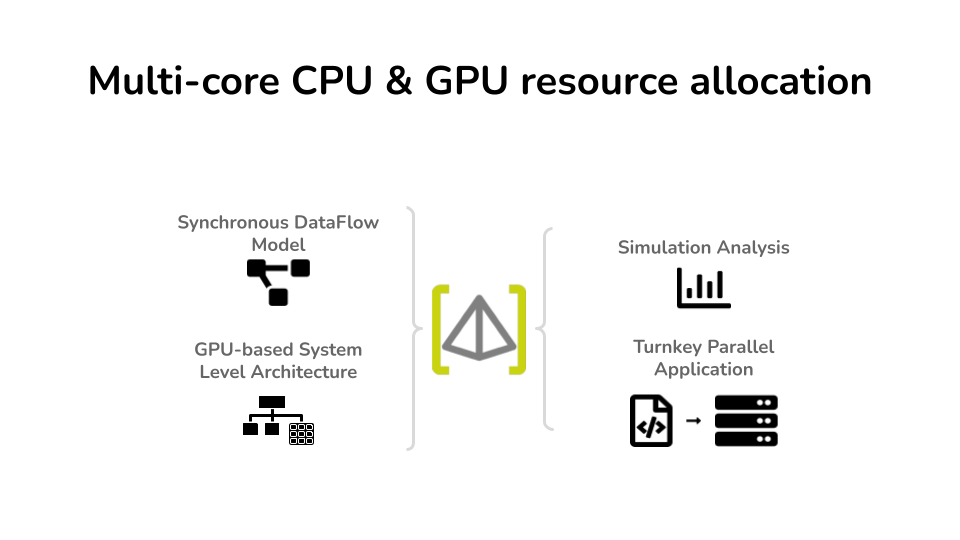 Multi-core CPU & GPU resource allocation
Synchronous DataFlow
Model
GPU-based System
Level Architecture
Simulation Analysis
Turnkey Parallel
Application